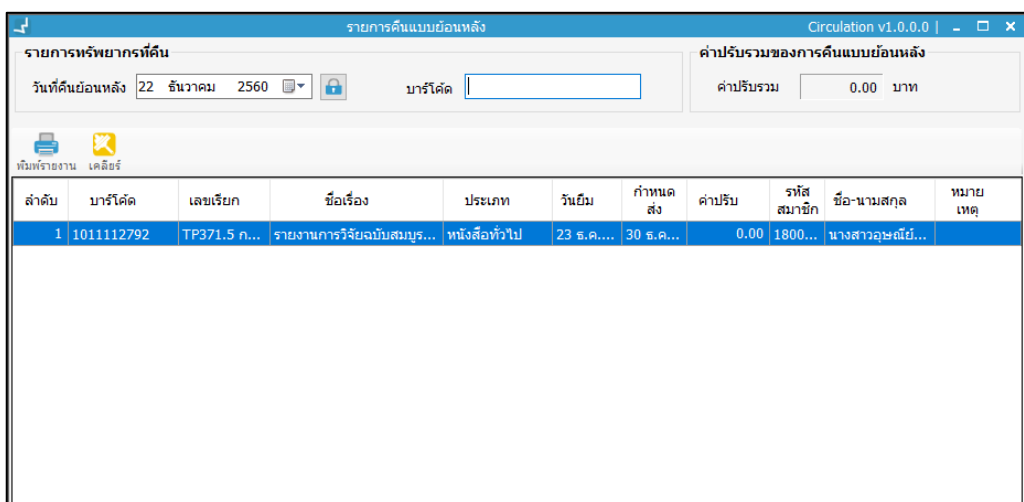 รายการคืนแบบย้อนหลัง Circulation v1.0.0.0 |
รายการทรัพยากรที่คืน ค่าปรับรวมของการคืนแบบย้อนหลัง
วันที่คืนย้อนหลัง 22 ธันวาคม 2560 บาร์โค้ด ค่าปรับรวม 0.00 บาท
พิมพ์รายงาน เคลียร์
ลำดับ บาร์โค้ด เลขเรียก ชื่อเรื่อง ประเภท วันยืม กำหนดส่ง ค่าปรับ รหัสสมาชิก ชื่อ-นามสกุล หมายเหตุ
1 1011112792 TP371.5 ก... รายงานการวิจัยฉบับสมบูร... หนังสือทั่วไป 23 ธ.ค.... 30 ธ.ค... 0.00 1800... นางสาวอุษณีย์...